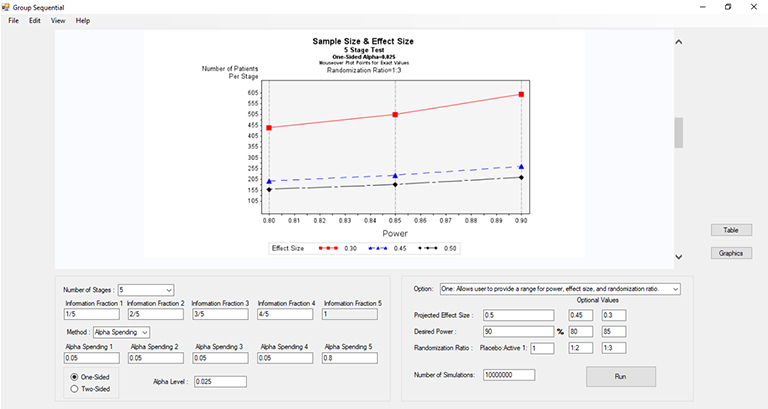 Group Sequential
File Edit View Help
Sample Size & Effect Size
5 Stage Test
One-Sided Alpha=0.025
Mouseover Plot Points for Exact Values
Randomization Ratio=1:3
Number of Patients
Per Stage
605
555
505
455
405
355
305
255
205
155
105
0.80 0.81 0.82 0.83 0.84 0.85 0.86 0.87 0.88 0.89 0.90
Power
Effect Size 0.30 0.45 0.50
Table
Graphics
Number of Stages : 5
Information Fraction 1 Information Fraction 2 Information Fraction 3 Information Fraction 4 Information Fraction 5
1/5 2/5 3/5 4/5 1
Method : Alpha Spending
Alpha Spending 1 Alpha Spending 2 Alpha Spending 3 Alpha Spending 4 Alpha Spending 5
0.05 0.05 0.05 0.05 0.8
One-Sided
Two-Sided
Alpha Level : 0.025
Option: One: Allows user to provide a range for power, effect size, and randomization ratio.
Optional Values
Projected Effect Size : 0.5 0.45 0.3
Desired Power : 90 % 80 85
Randomization Ratio : Placebo:Active 1: 1 1:2 1:3
Number of Simulations: 10000000
Run